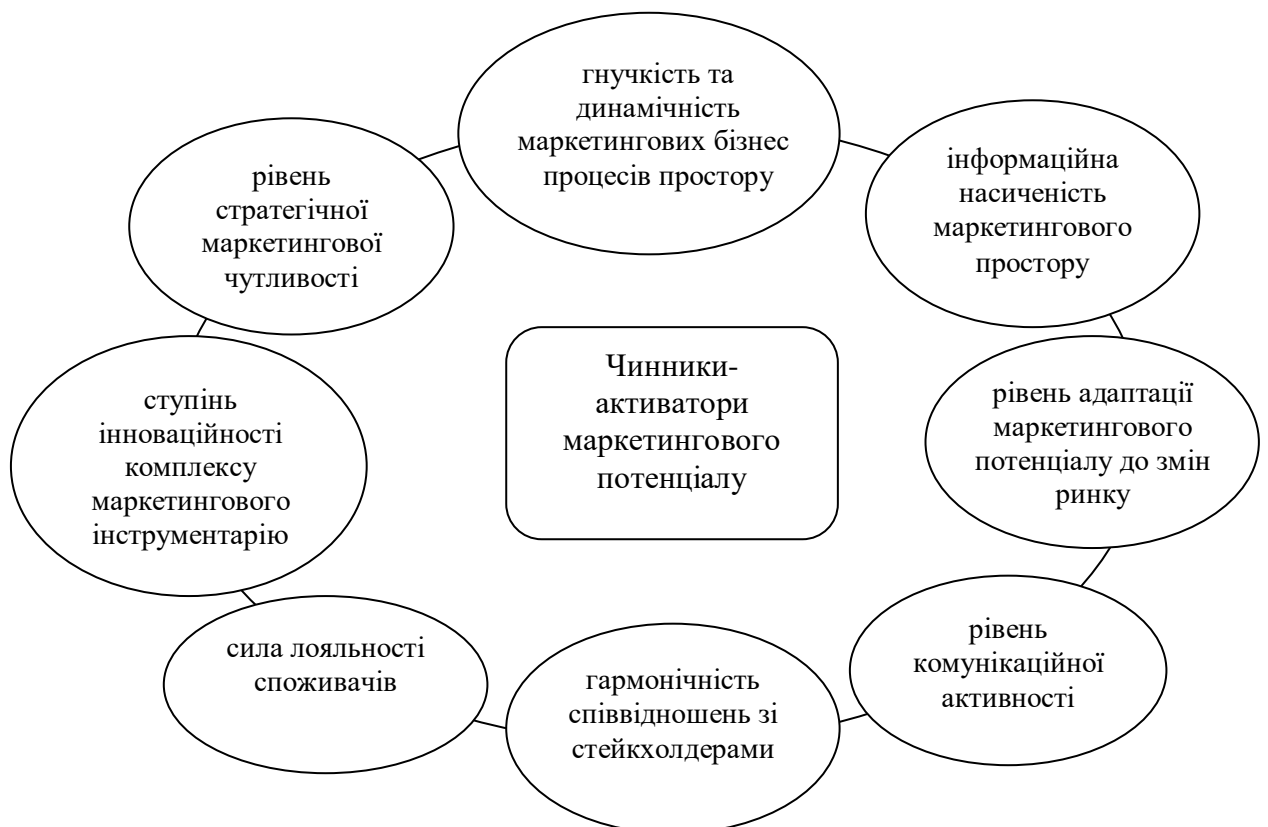 гнучкість та
динамічність
маркетингових бізнес
процесів простору
інформаційна
насиченість
маркетингового
простору
рівень
стратегічної
маркетингової
чутливості
Чинники-
активатори
маркетингового
потенціалу
рівень адаптації
маркетингового
потенціалу до змін
ринку
ступінь
інноваційності
комплексу
маркетингового
інструментарію
рівень
комунікаційної
активності
сила лояльності
споживачів
гармонічність
співвідношень зі
стейкхолдерами